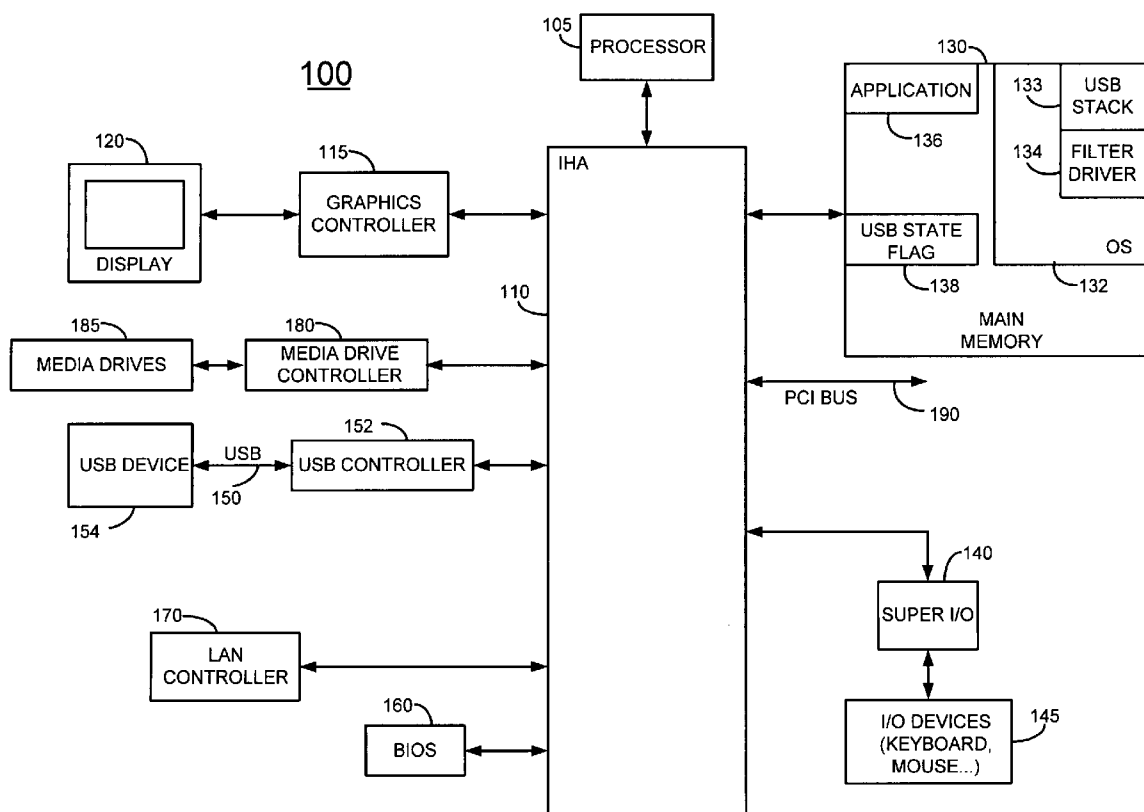 105
PROCESSOR
100
130
APPLICATION
136
133
USB
STACK
134
FILTER
DRIVER
USB STATE
FLAG
138
OS
132
MAIN
MEMORY
120
DISPLAY
115
GRAPHICS
CONTROLLER
IHA
110
185
MEDIA DRIVES
180
MEDIA DRIVE
CONTROLLER
PCI BUS
190
USB DEVICE
154
USB
150
152
USB CONTROLLER
140
SUPER I/O
170
LAN
CONTROLLER
160
BIOS
I/O DEVICES
(KEYBOARD,
MOUSE...)
145